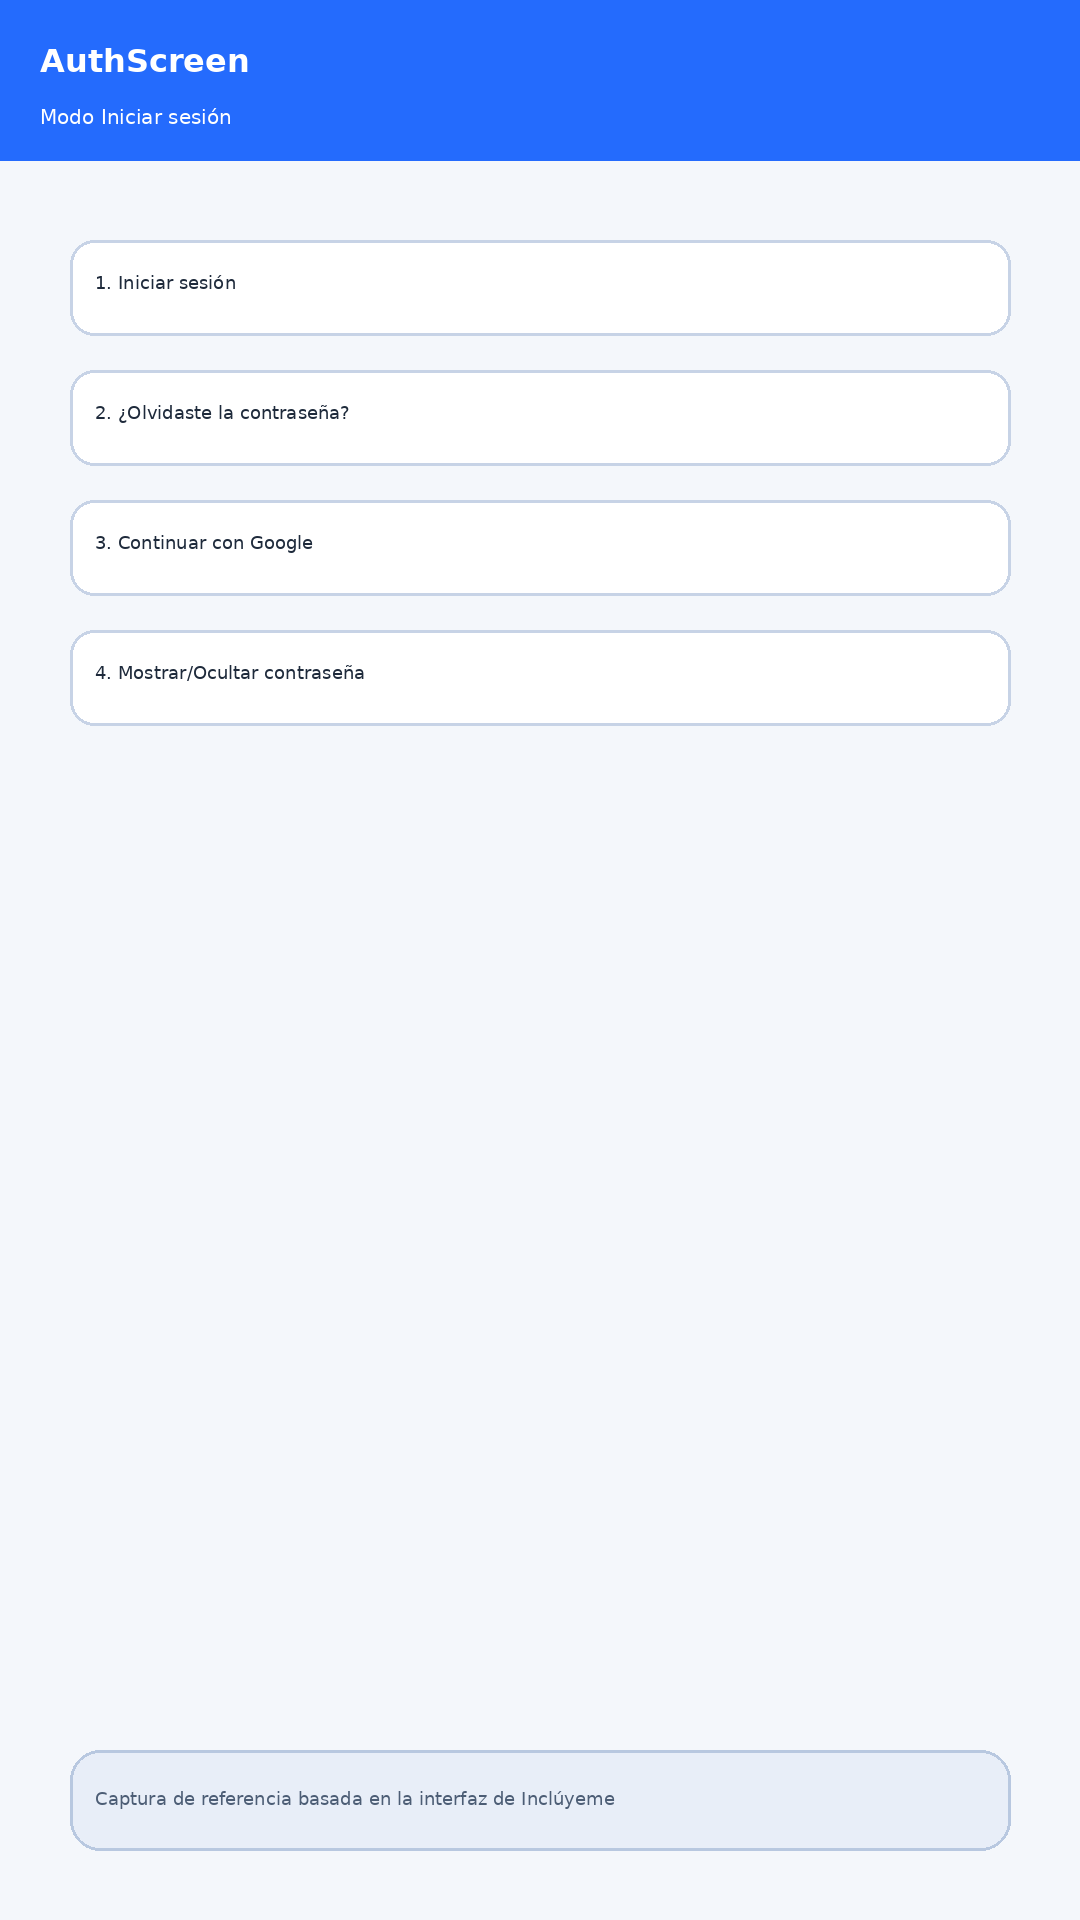 AuthScreen
Modo Iniciar sesión
1. Iniciar sesión
2. ¿Olvidaste la contraseña?
3. Continuar con Google
4. Mostrar/Ocultar contraseña
Captura de referencia basada en la interfaz de Inclúyeme